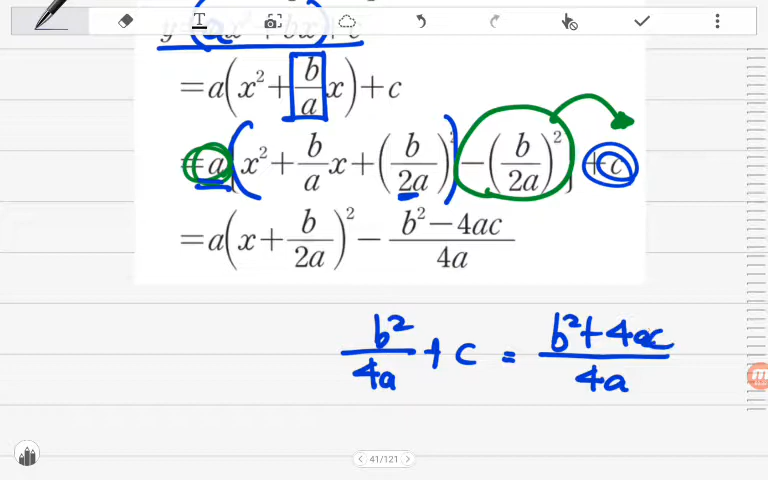 =a(x²+b/a x)+c
=a{x²+b/a x+(b/2a)²-(b/2a)²}+c
=a(x+b/2a)²-b²-4ac/4a
b²/4a+c=b²+4ac/4a
41/121